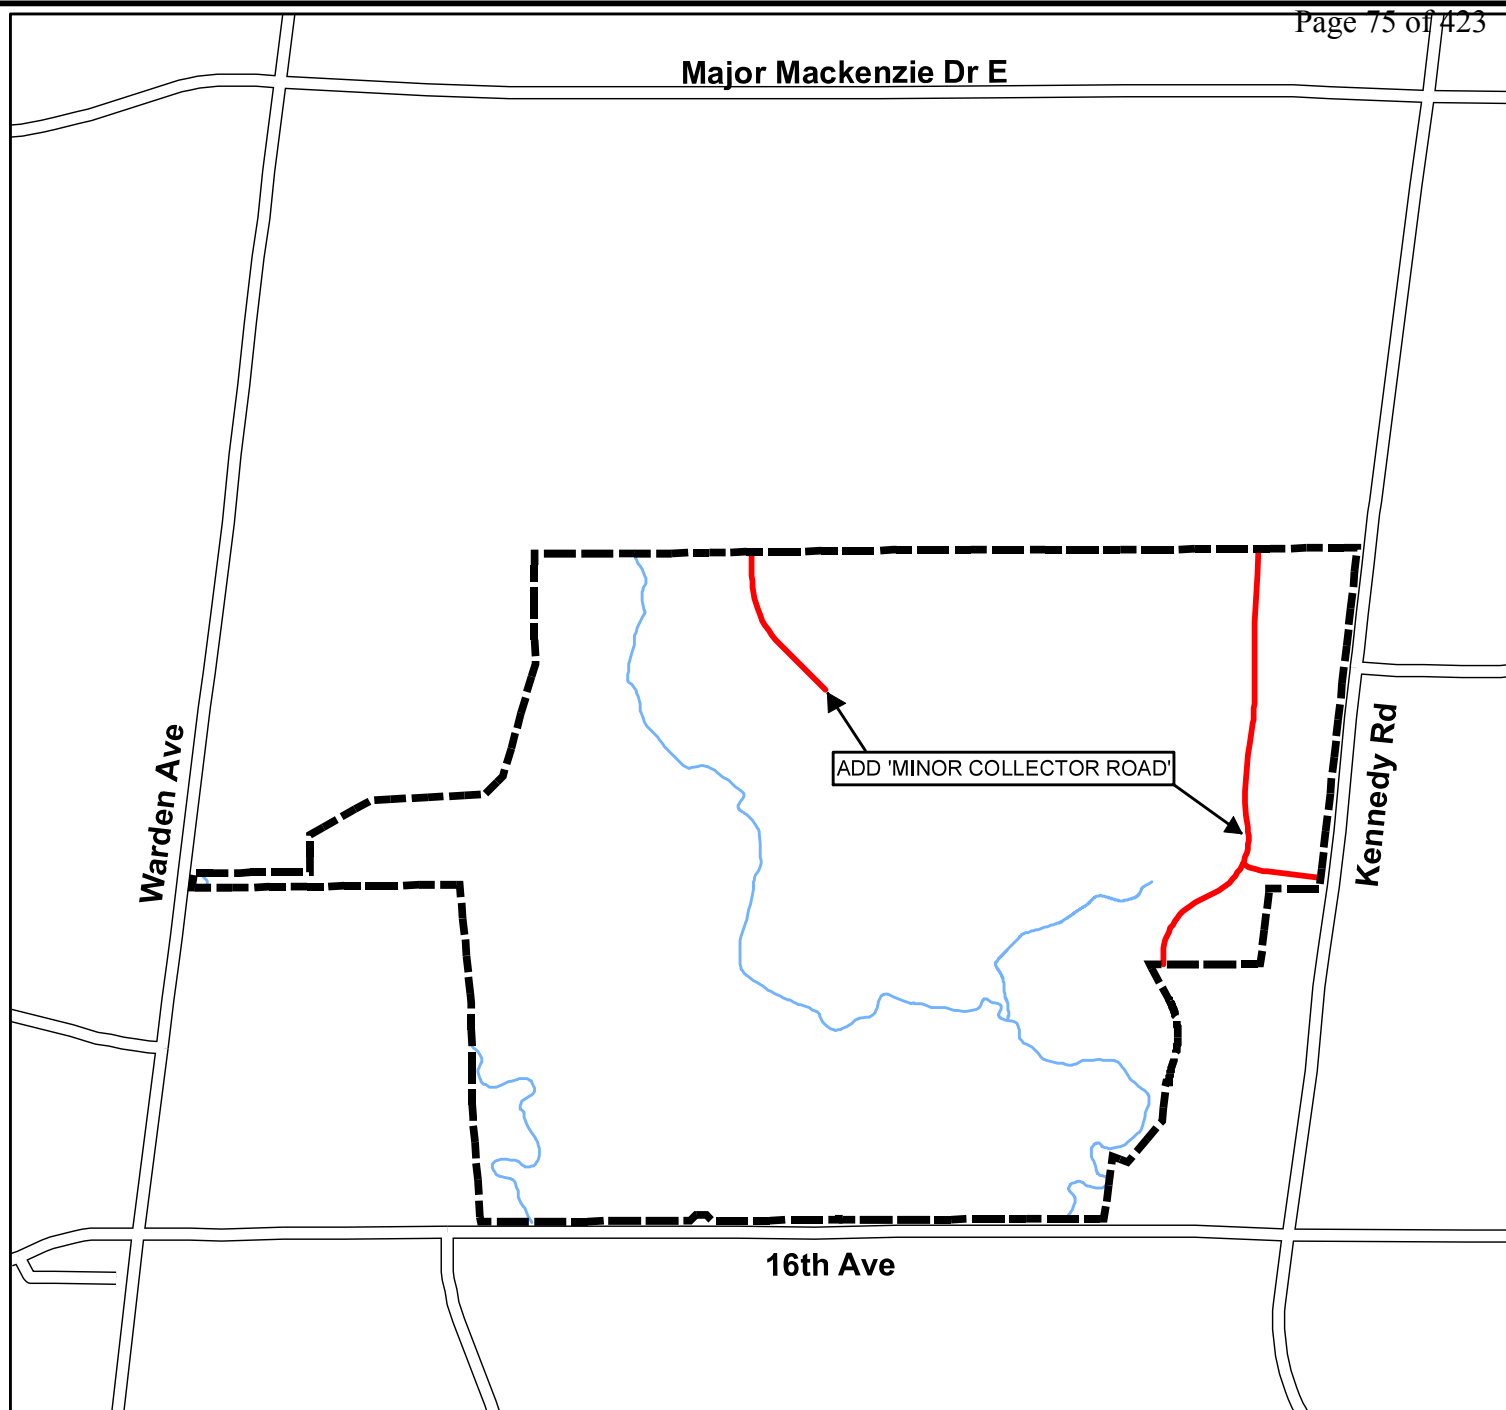 Page 75 of 423
Major Mackenzie Dr E
Warden Ave
ADD 'MINOR COLLECTOR ROAD'
Kennedy Rd
16th Ave